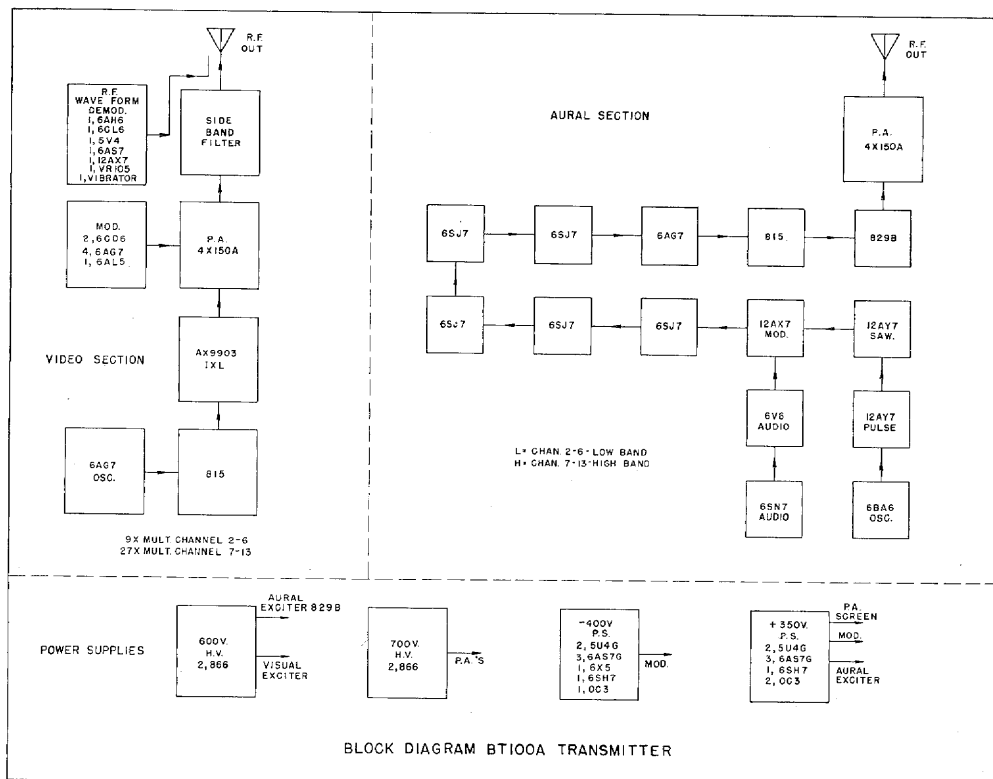 R.F.
OUT
R.F.
WAVE FORM
DEMOD.
1, 6AH6
1, 6CL6
1, 5V4
1, 6AS7
1, 12AX7
1, VR105
1, VIBRATOR
SIDE
BAND
FILTER
MOD.
2, 6CD6
4, 6AG7
1, 6AL5
P.A.
4X150A
VIDEO SECTION
AX9903
IXL
6AG7
OSC.
815
9X MULT. CHANNEL 2-6
27X MULT. CHANNEL 7-13
R.F.
OUT
AURAL SECTION
P.A.
4X150A
6SJ7
6SJ7
6AG7
815
829B
6SJ7
6SJ7
6SJ7
12AX7
MOD.
12AY7
SAW.
6V6
AUDIO
12AY7
PULSE
L= CHAN. 2-6-LOW BAND
H= CHAN. 7-13-HIGH BAND
6SN7
AUDIO
6BA6
OSC.
POWER SUPPLIES
600V.
H.V.
2,866
AURAL
EXCITER 829B
VISUAL
EXCITER
700V.
H.V.
2,866
P.A.'S
-400V
P.S.
2, 5U4G
3, 6AS7G
1, 6X5
1, 6SH7
1, OC3
MOD.
+350V.
P.S.
2, 5U4G
3, 6AS7G
1, 6SH7
2, OC3
P.A.
SCREEN
MOD.
AURAL
EXCITER
BLOCK DIAGRAM BT100A TRANSMITTER